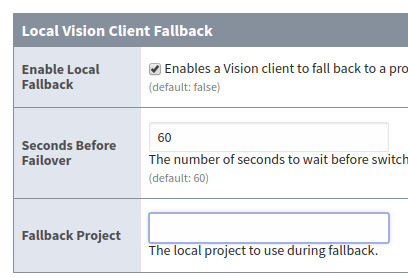 Local Vision Client Fallback
Enable Local
Fallback
Enables a Vision client to fall back to a pro
(default: false)
Seconds Before
Failover
60
The number of seconds to wait before switch
(default: 60)
Fallback Project
The local project to use during fallback.